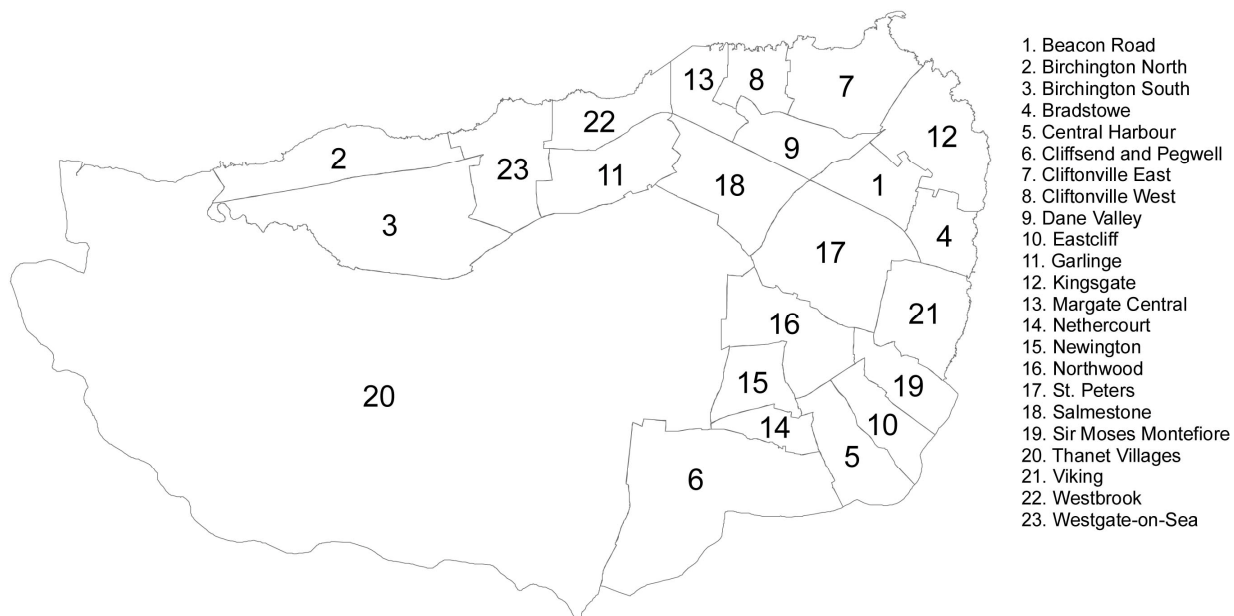 13
8
7
22
12
2
9
23
11
18
1
3
4
17
21
16
15
19
20
14
10
5
6
1. Beacon Road
2. Birchington North
3. Birchington South
4. Bradstowe
5. Central Harbour
6. Cliffsend and Pegwell
7. Cliftonville East
8. Cliftonville West
9. Dane Valley
10. Eastcliff
11. Garlinge
12. Kingsgate
13. Margate Central
14. Nethercourt
15. Newington
16. Northwood
17. St. Peters
18. Salmestone
19. Sir Moses Montefiore
20. Thanet Villages
21. Viking
22. Westbrook
23. Westgate-on-Sea